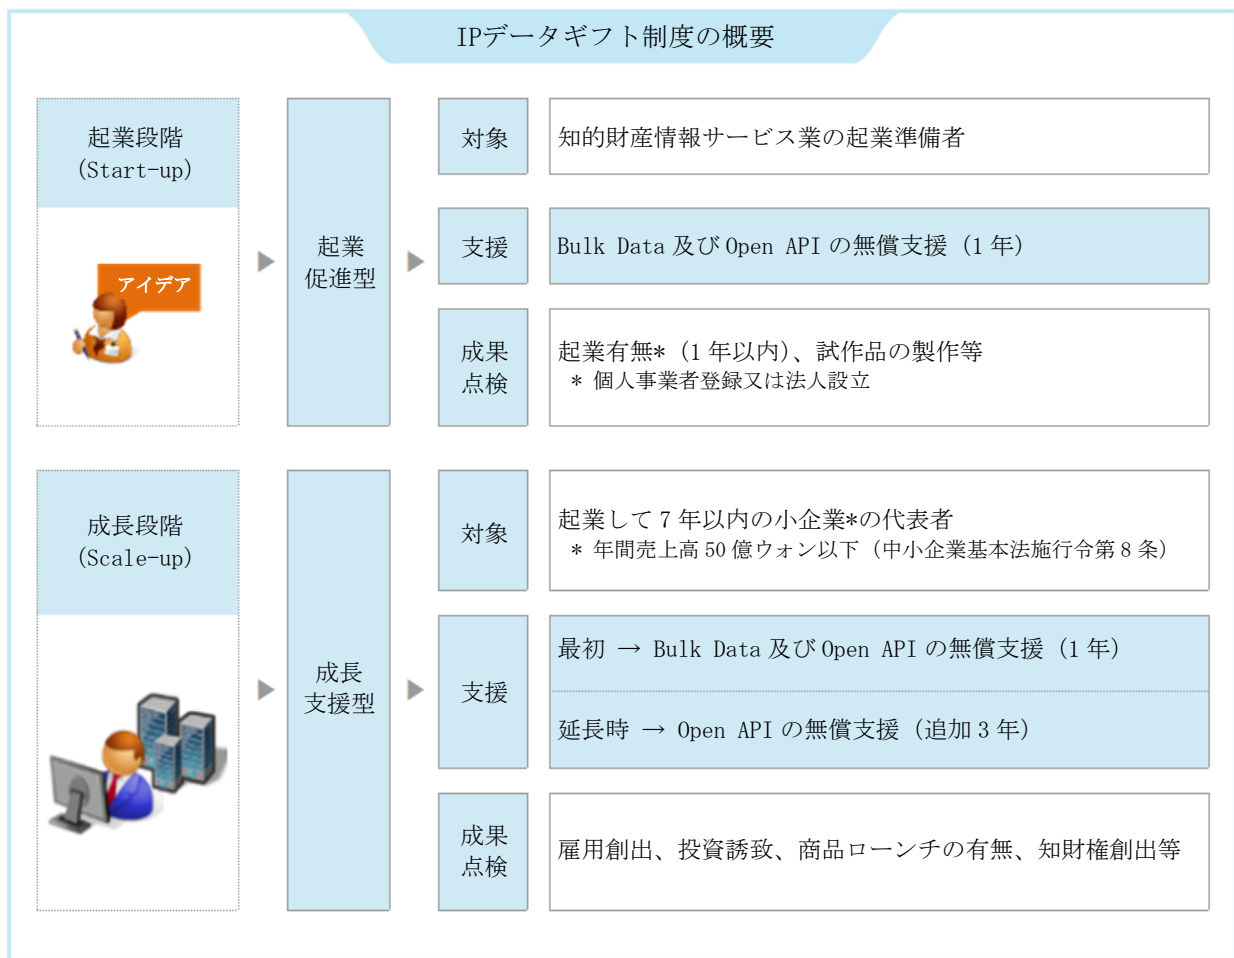 IPデータギフト制度の概要
起業段階
(Start-up)
アイデア
起業
促進型
対象
知的財産情報サービス業の起業準備者
支援
Bulk Data 及び Open API の無償支援（1 年）
成果
点検
起業有無*（1 年以内）、試作品の製作等
* 個人事業者登録又は法人設立
成長段階
(Scale-up)
成長
支援型
対象
起業して 7 年以内の小企業*の代表者
* 年間売上高 50 億ウォン以下（中小企業基本法施行令第 8 条）
支援
最初 → Bulk Data 及び Open API の無償支援（1 年）
延長時 → Open API の無償支援（追加 3 年）
成果
点検
雇用創出、投資誘致、商品ローンチの有無、知財権創出等